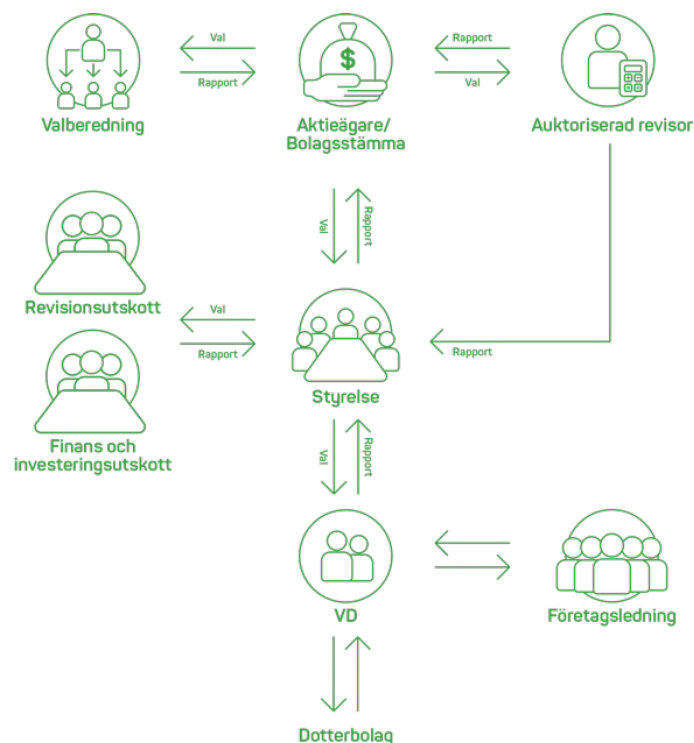 Val
Rapport
Rapport
Val
Valberedning
Aktieägare/
Bolagsstämma
Auktoriserad revisor
Val
Rapport
Revisionsutskott
Val
Rapport
Rapport
Styrelse
Finans och
investeringsutskott
Val
Rapport
VD
Företagsledning
Dotterbolag